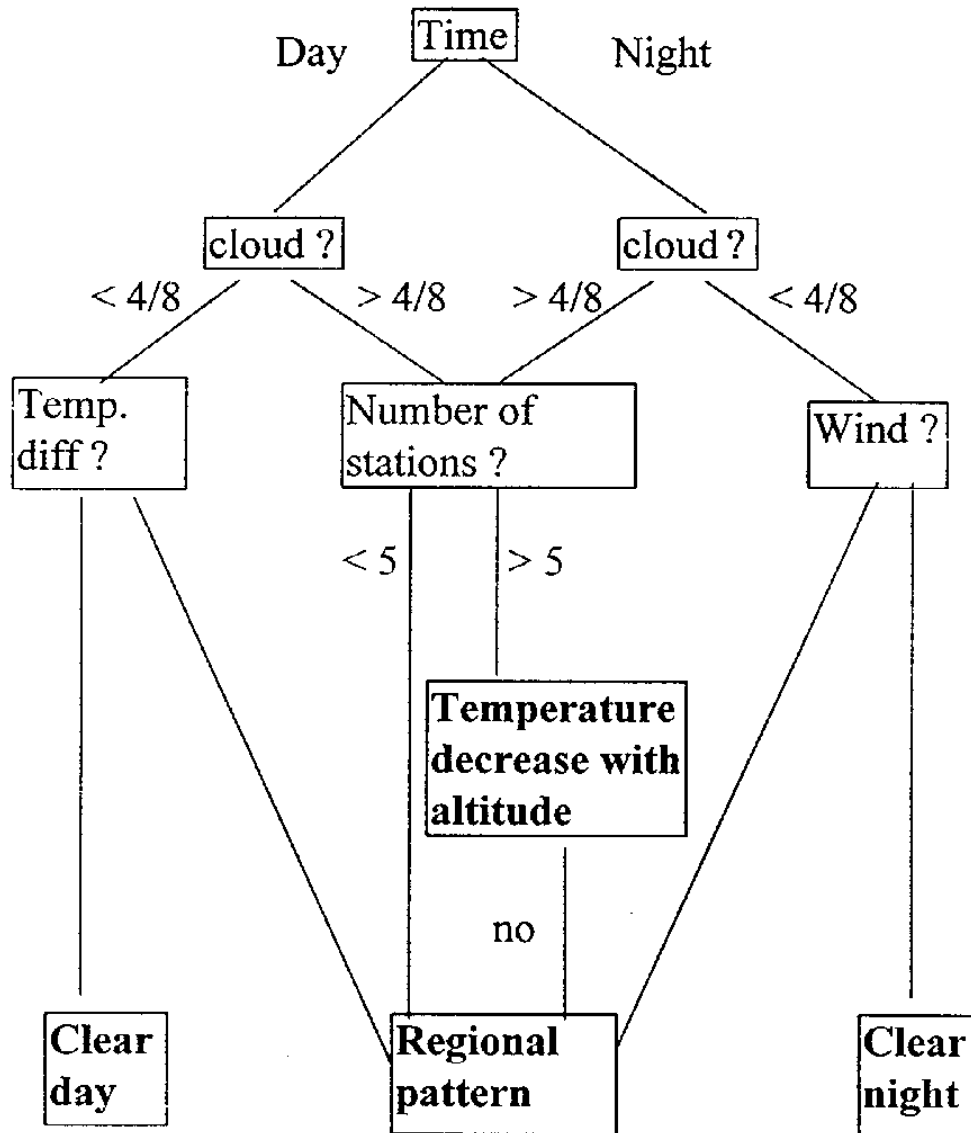 Time
Day
Night
cloud ?
cloud ?
< 4/8
> 4/8
> 4/8
< 4/8
Temp.
diff ?
Number of
stations ?
Wind ?
< 5
> 5
Temperature
decrease with
altitude
no
Clear
day
Regional
pattern
Clear
night